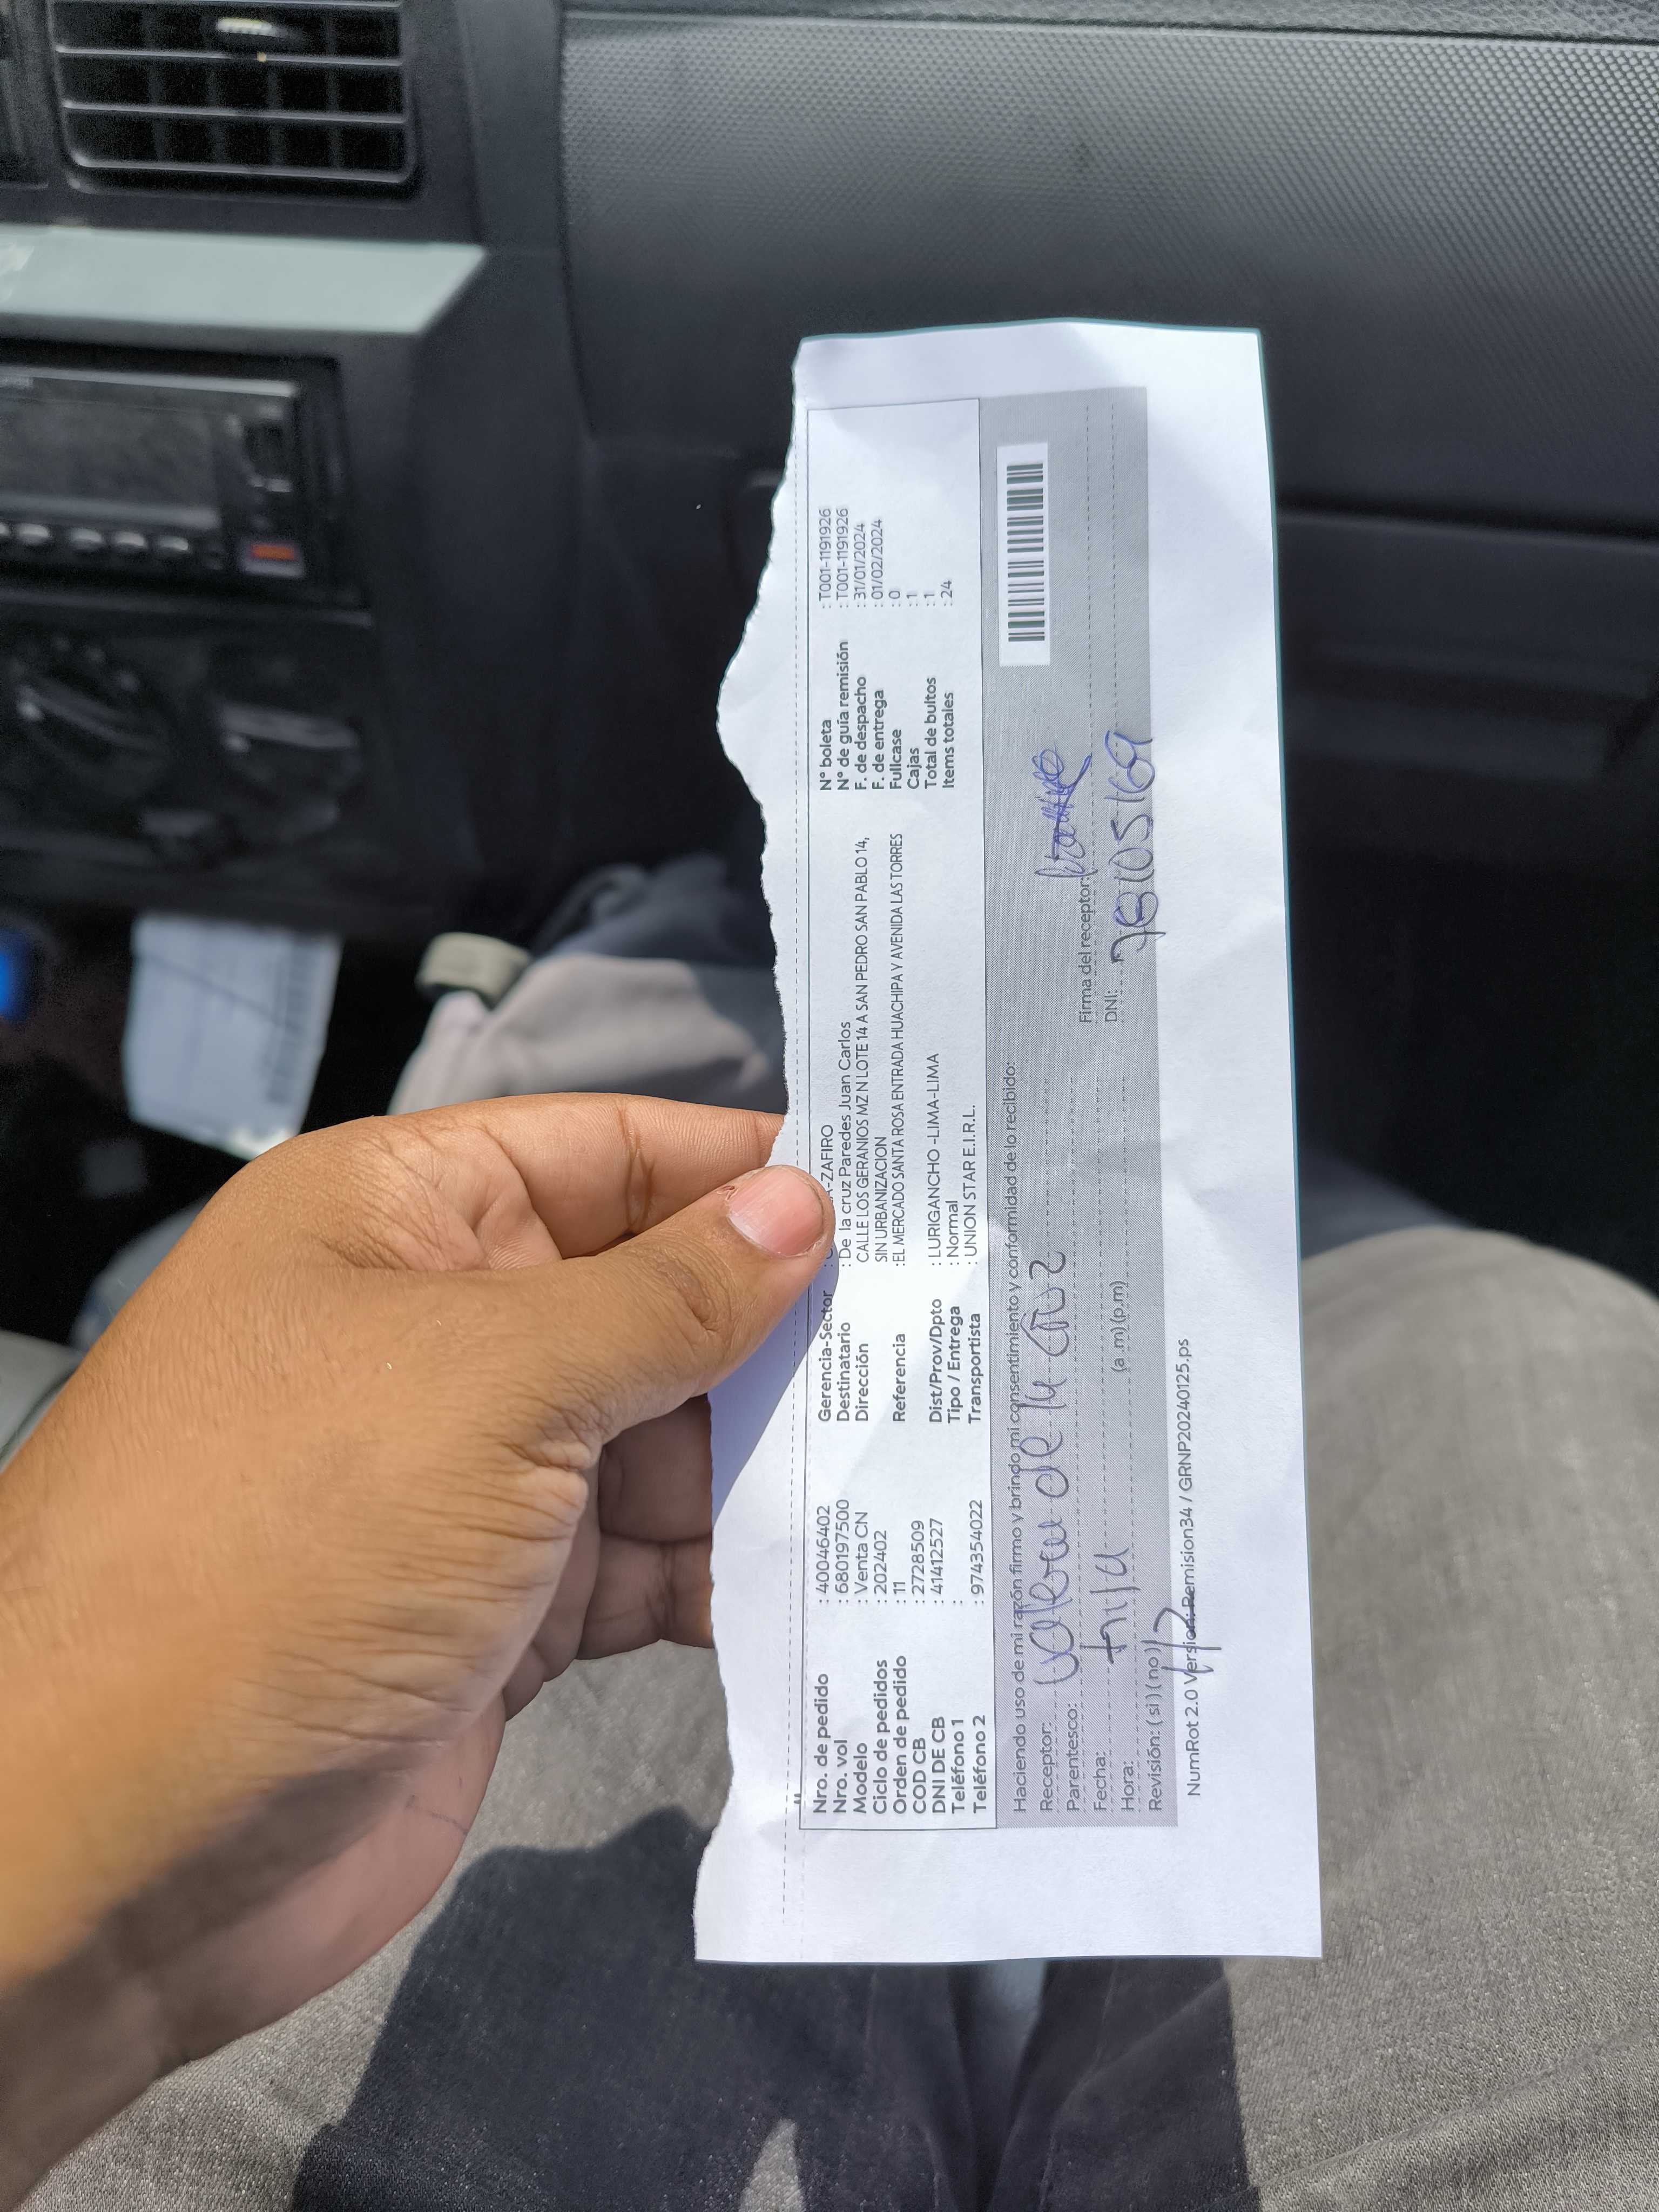 Nro. de pedido : 40046402
Nro. vol : 680197500
Modelo : Venta CN
Ciclo de pedidos : 202402
Orden de pedido : 11
COD CB : 2728509
DNI DE CB : 41412527
Teléfono 1 :
Teléfono 2 : 974354022
Gerencia-Sector : -ZAFIRO
Destinatario : De la cruz Paredes Juan Carlos
Dirección CALLE LOS GERANIOS MZ N LOTE 14 A SAN PEDRO SAN PABLO 14,
SIN URBANIZACION
Referencia : EL MERCADO SANTA ROSA ENTRADA HUACHIPA Y AVENIDA LAS TORRES
Dist/Prov/Dpto : LURIGANCHO -LIMA-LIMA
Tipo / Entrega : Normal
Transportista : UNION STAR E.I.R.L.
N° boleta : T001-1191926
N° de guía remisión : T001-1191926
F. de despacho : 31/01/2024
F. de entrega : 01/02/2024
Fullcase : 0
Cajas : 1
Total de bultos : 1
Items totales : 24
Haciendo uso de mi razón firmo y brindo mi consentimiento y conformidad de lo recibido:
Receptor: de la cruz
Parentesco:
Fecha:
Hora: (a.m) (p.m)
Revisión: ( si ) ( no )
Firma del receptor:
DNI:
NumRot 2.0 Version: Remision34 / GRNP20240125.ps